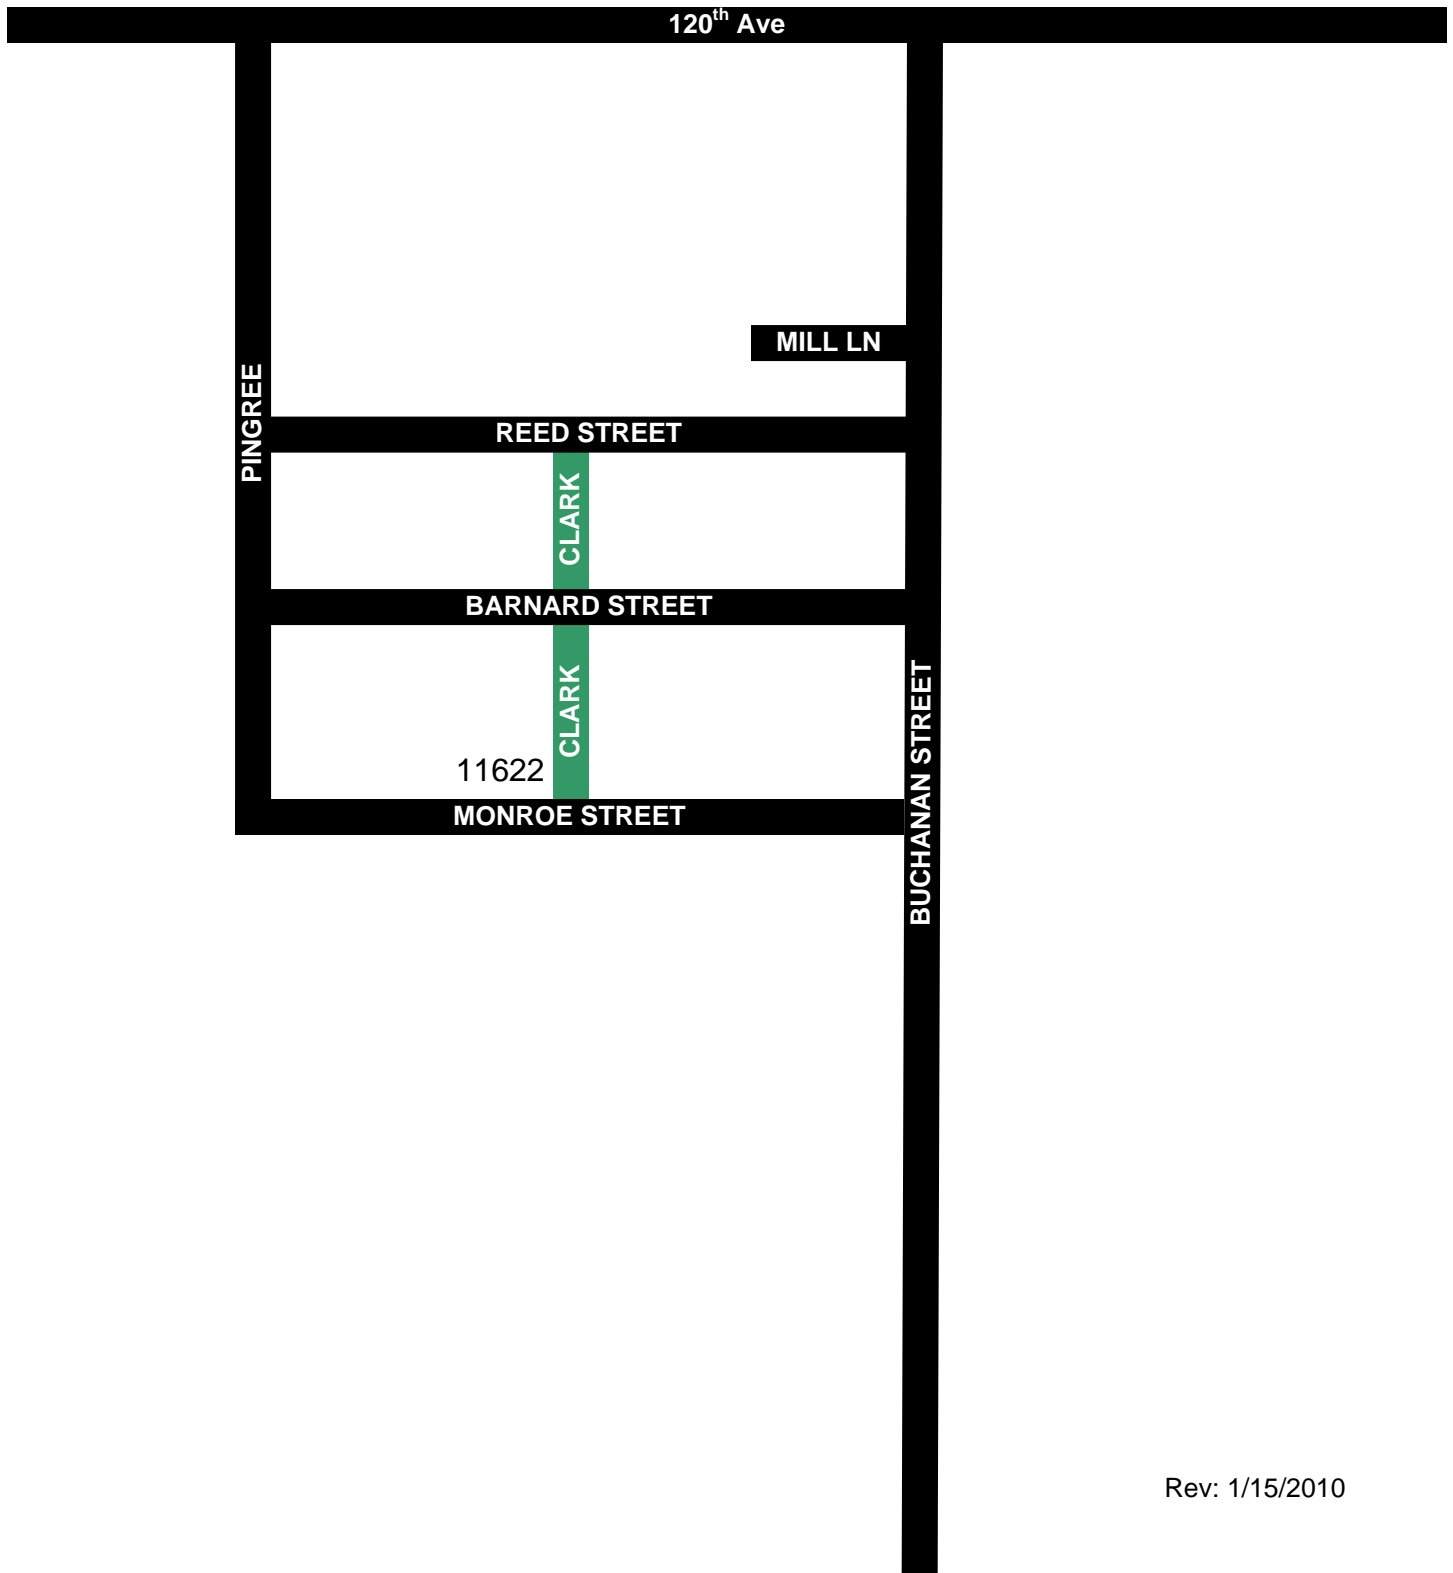 120th Ave
MILL LN
PINGREE
REED STREET
CLARK
BARNARD STREET
CLARK
BUCHANAN STREET
11622
MONROE STREET
Rev: 1/15/2010